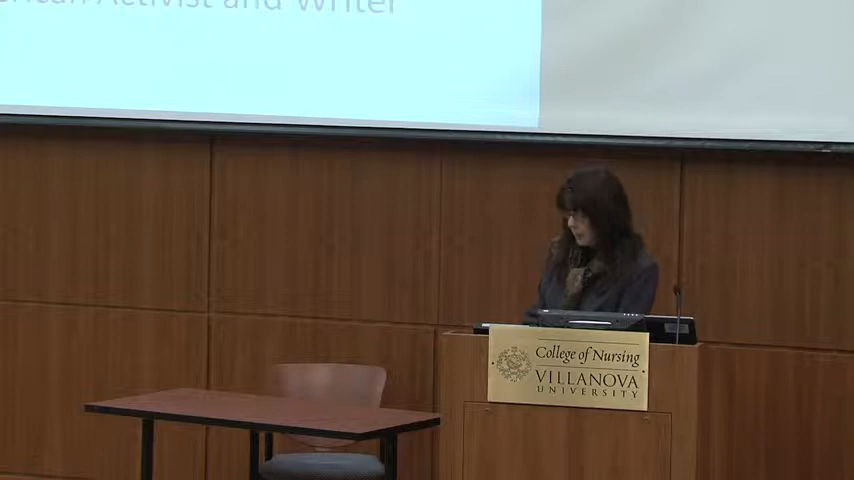 Activist and Writer
College of Nursing
VILLANOVA
UNIVERSITY